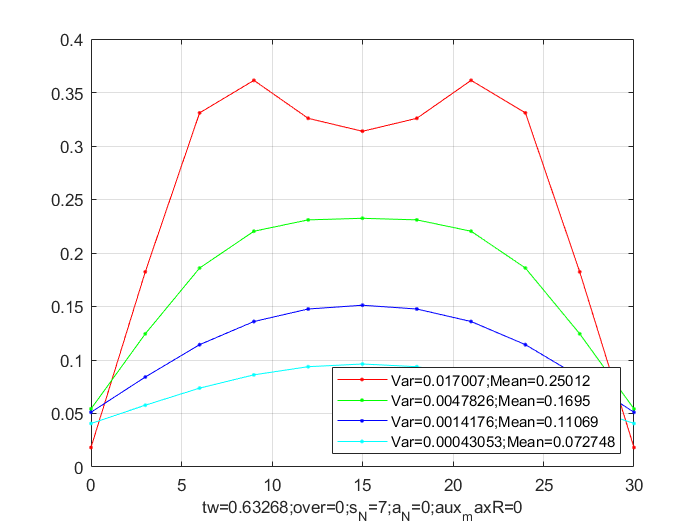 0.4
0.35
0.3
0.25
0.2
0.15
0.1
0.05
0
Var=0.017007;Mean=0.25012
Var=0.0047826;Mean=0.1695
Var=0.0014176;Mean=0.11069
Var=0.00043053;Mean=0.072748
0 5 10 15 20 25 30
tw=0.63268;over=0;s_N=7;a_N=0;aux_maxR=0